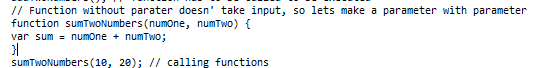 // Function without parater doesn' take input, so lets make a parameter with parameter
function sumTwoNumbers(numOne, numTwo) {
var sum = numOne + numTwo;
}
sumTwoNumbers(10, 20); // calling functions